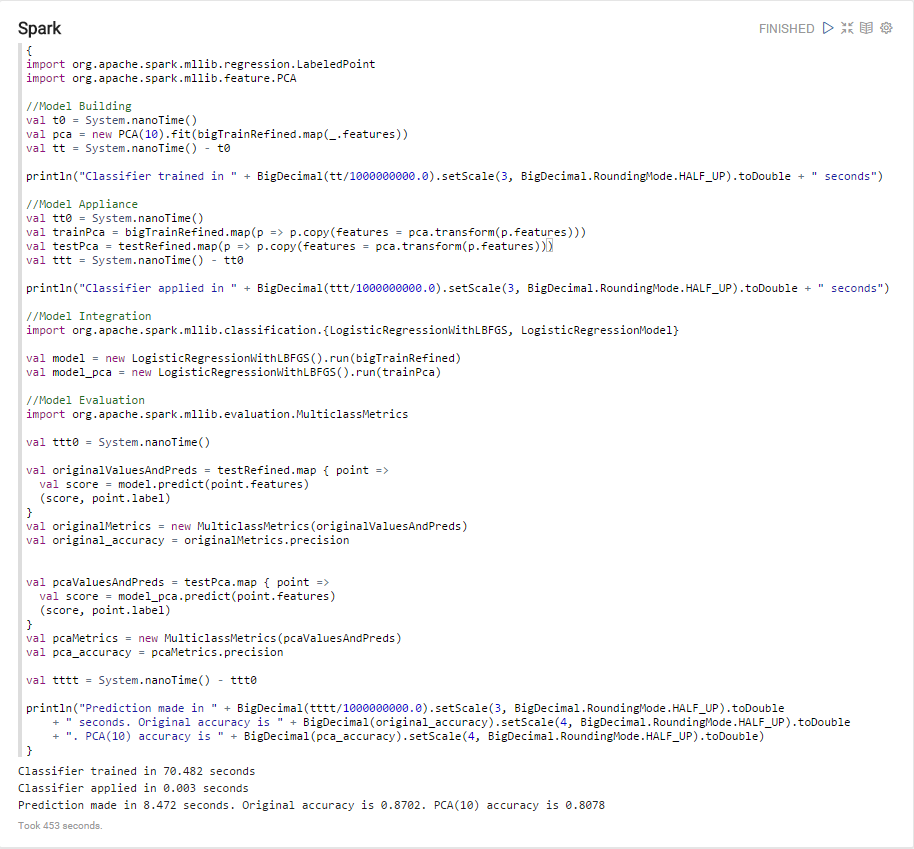 Spark
FINISHED
{
import org.apache.spark.mllib.regression.LabeledPoint
import org.apache.spark.mllib.feature.PCA
//Model Building
val t0 = System.nanoTime()
val pca = new PCA(10).fit(bigTrainRefined.map(_.features))
val tt = System.nanoTime() - t0
println("Classifier trained in " + BigDecimal(tt/1000000000.0).setScale(3, BigDecimal.RoundingMode.HALF_UP).toDouble + " seconds")
//Model Appliance
val tt0 = System.nanoTime()
val trainPca = bigTrainRefined.map(p => p.copy(features = pca.transform(p.features)))
val testPca = testRefined.map(p => p.copy(features = pca.transform(p.features)))
val ttt = System.nanoTime() - tt0
println("Classifier applied in " + BigDecimal(ttt/1000000000.0).setScale(3, BigDecimal.RoundingMode.HALF_UP).toDouble + " seconds")
//Model Integration
import org.apache.spark.mllib.classification.{LogisticRegressionWithLBFGS, LogisticRegressionModel}
val model = new LogisticRegressionWithLBFGS().run(bigTrainRefined)
val model_pca = new LogisticRegressionWithLBFGS().run(trainPca)
//Model Evaluation
import org.apache.spark.mllib.evaluation.MulticlassMetrics
val ttt0 = System.nanoTime()
val originalValuesAndPreds = testRefined.map { point =>
  val score = model.predict(point.features)
  (score, point.label)
}
val originalMetrics = new MulticlassMetrics(originalValuesAndPreds)
val original_accuracy = originalMetrics.precision
val pcaValuesAndPreds = testPca.map { point =>
  val score = model_pca.predict(point.features)
  (score, point.label)
}
val pcaMetrics = new MulticlassMetrics(pcaValuesAndPreds)
val pca_accuracy = pcaMetrics.precision
val tttt = System.nanoTime() - ttt0
println("Prediction made in " + BigDecimal(tttt/1000000000.0).setScale(3, BigDecimal.RoundingMode.HALF_UP).toDouble
    + " seconds. Original accuracy is " + BigDecimal(original_accuracy).setScale(4, BigDecimal.RoundingMode.HALF_UP).toDouble
    + ". PCA(10) accuracy is " + BigDecimal(pca_accuracy).setScale(4, BigDecimal.RoundingMode.HALF_UP).toDouble)
}
Classifier trained in 70.482 seconds
Classifier applied in 0.003 seconds
Prediction made in 8.472 seconds. Original accuracy is 0.8702. PCA(10) accuracy is 0.8078
Took 453 seconds.